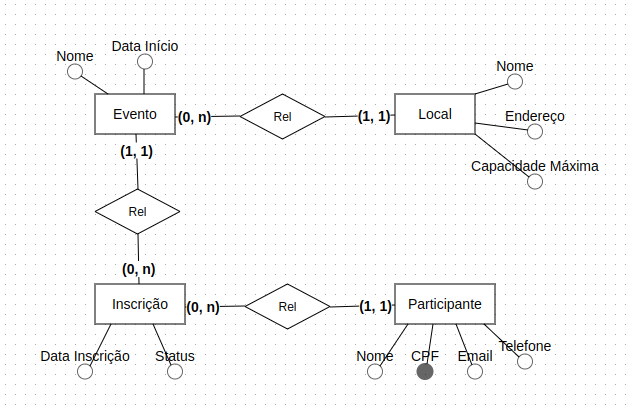 Data Início
Nome
Nome
Evento
(0, n)
Rel
(1, 1)
Local
Endereço
(1, 1)
Capacidade Máxima
Rel
(0, n)
Inscrição
(0, n)
Rel
(1, 1)
Participante
Data Inscrição
Status
Nome
CPF
Email
Telefone